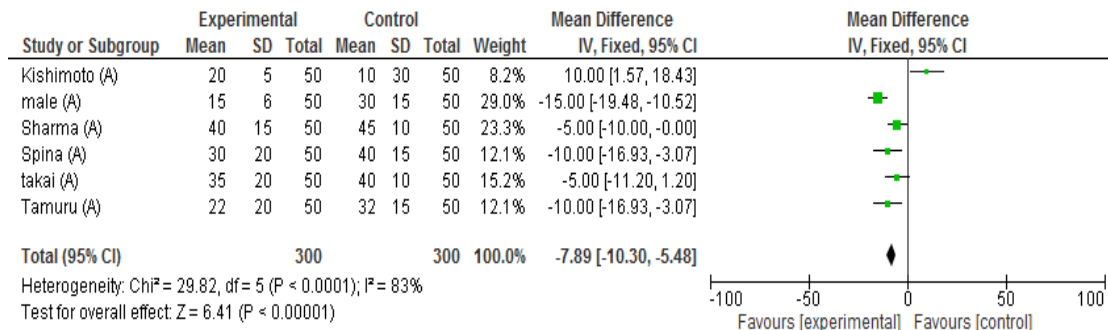 Experimental Control Mean Difference Mean Difference
Study or Subgroup Mean SD Total Mean SD Total Weight IV, Fixed, 95% CI IV, Fixed, 95% CI
Kishimoto (A) 20 5 50 10 30 50 8.2% 10.00 [1.57, 18.43]
male (A) 15 6 50 30 15 50 29.0% -15.00 [-19.48, -10.52]
Sharma (A) 40 15 50 45 10 50 23.3% -5.00 [-10.00, -0.00]
Spina (A) 30 20 50 40 15 50 12.1% -10.00 [-16.93, -3.07]
takai (A) 35 20 50 40 10 50 15.2% -5.00 [-11.20, 1.20]
Tamuru (A) 22 20 50 32 15 50 12.1% -10.00 [-16.93, -3.07]
Total (95% CI) 300 300 100.0% -7.89 [-10.30, -5.48]
Heterogeneity: Chi² = 29.82, df = 5 (P < 0.0001); I² = 83%
Test for overall effect: Z = 6.41 (P < 0.00001)
-100 -50 0 50 100
Favours [experimental] Favours [control]